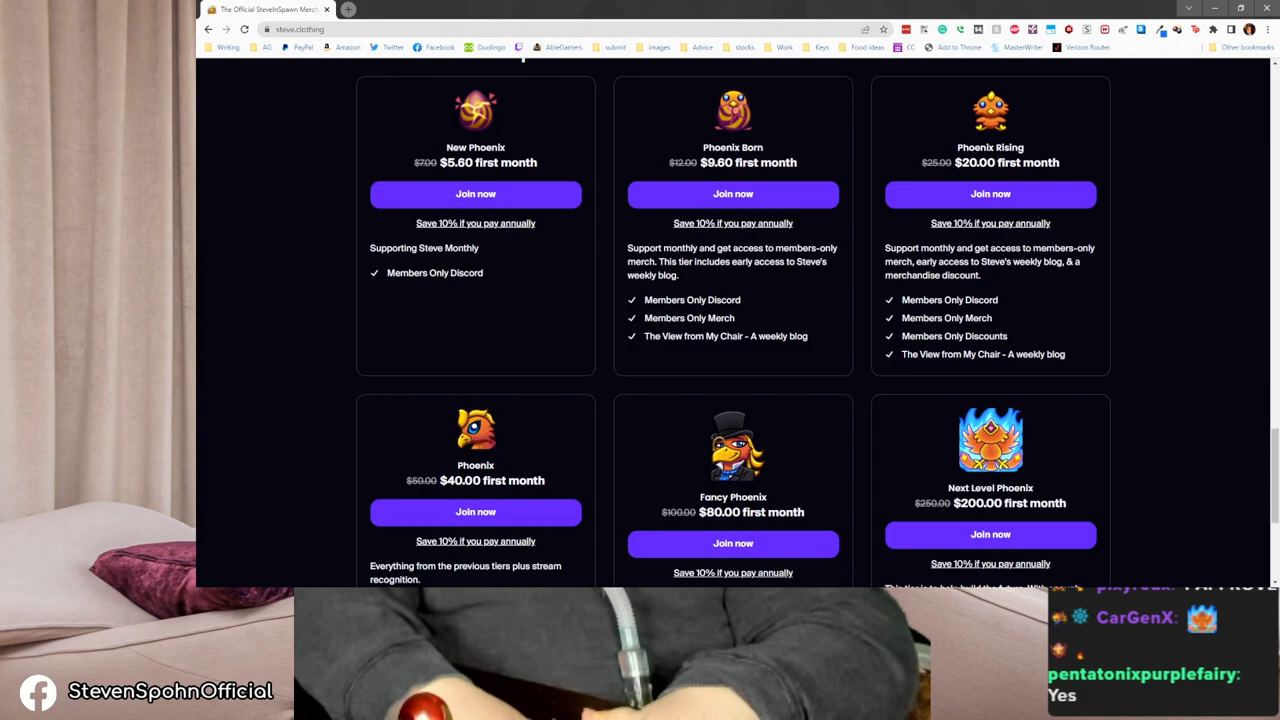 The Official SteveInSpawn Merch
steve.clothing
Writing AG PayPal Amazon Twitter Facebook Duolingo AbleGamers submit images Advice stocks Work Keys Food ideas CC Add to Throne MasterWriter Verizon Router Other bookmarks
New Phoenix
$7.00 $5.60 first month
Join now
Save 10% if you pay annually
Supporting Steve Monthly
Members Only Discord
Phoenix Born
$12.00 $9.60 first month
Join now
Save 10% if you pay annually
Support monthly and get access to members-only
merch. This tier includes early access to Steve's
weekly blog.
Members Only Discord
Members Only Merch
The View from My Chair - A weekly blog
Phoenix Rising
$25.00 $20.00 first month
Join now
Save 10% if you pay annually
Support monthly and get access to members-only
merch, early access to Steve's weekly blog, & a
merchandise discount.
Members Only Discord
Members Only Merch
Members Only Discounts
The View from My Chair - A weekly blog
Phoenix
$50.00 $40.00 first month
Join now
Save 10% if you pay annually
Everything from the previous tiers plus stream
recognition.
Fancy Phoenix
$100.00 $80.00 first month
Join now
Save 10% if you pay annually
Next Level Phoenix
$250.00 $200.00 first month
Join now
Save 10% if you pay annually
CarGenX:
pentatonixpurplefairy:
Yes
StevenSpohnOfficial